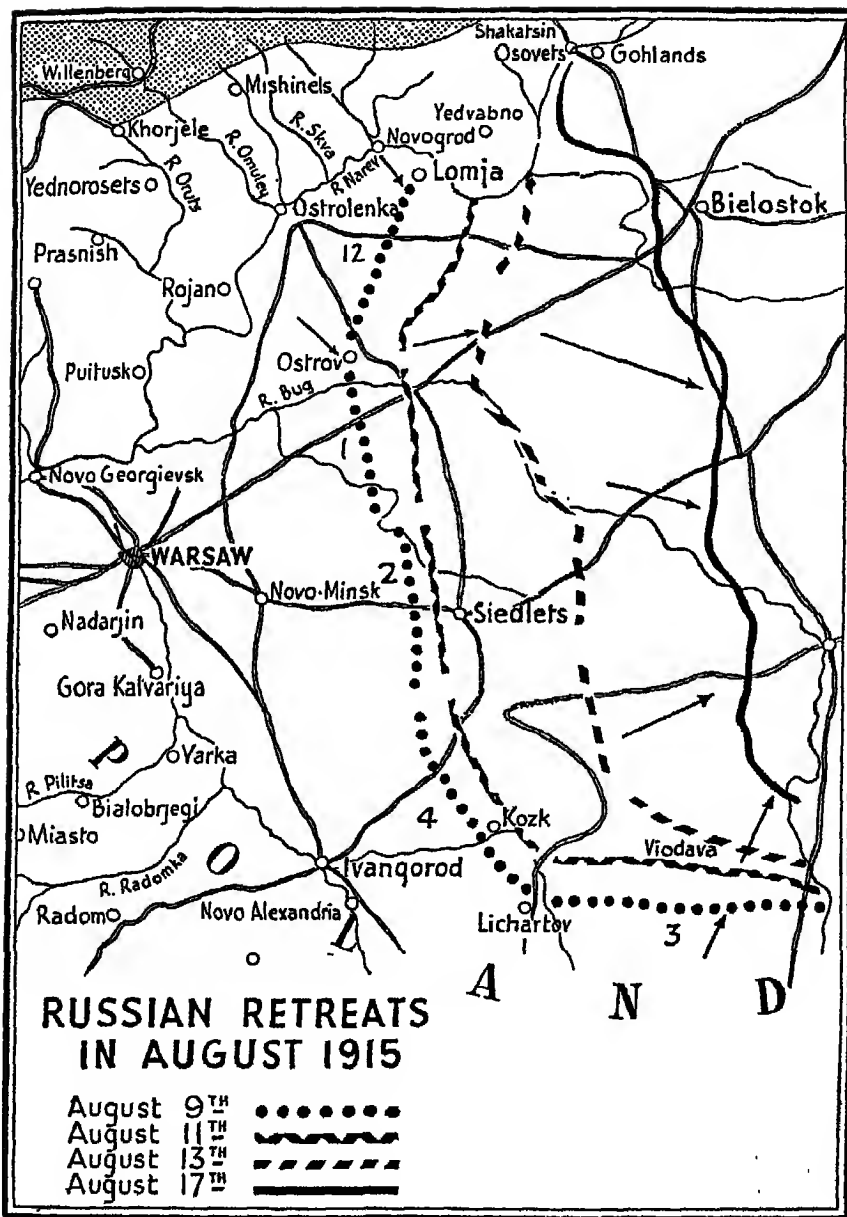 Shakatsin
Osovets
Gohlands
Willenberg
Mishinels
Yedvabno
Khorjele
R. Skva
Novogrod
R. Omulev
R. Oruts
R Narev
Lomja
Yednorosets
Ostrolenka
Bielostok
Prasnish
12
Rojan
Ostrov
Puitusk
R. Bug
1
Novo Georgievsk
WARSAW
2
Novo-Minsk
Siedlets
Nadarjin
Gora Kalvariya
P
Varka
R Pilitsa
Bialobrjegi
4
Kozk
Miasto
O
Ivangorod
Viodava
R. Radomka
Radom
Novo Alexandria
Lichartov
3
L
A
N
D
RUSSIAN RETREATS
IN AUGUST 1915
August 9TH
August 11TH
August 13TH
August 17TH